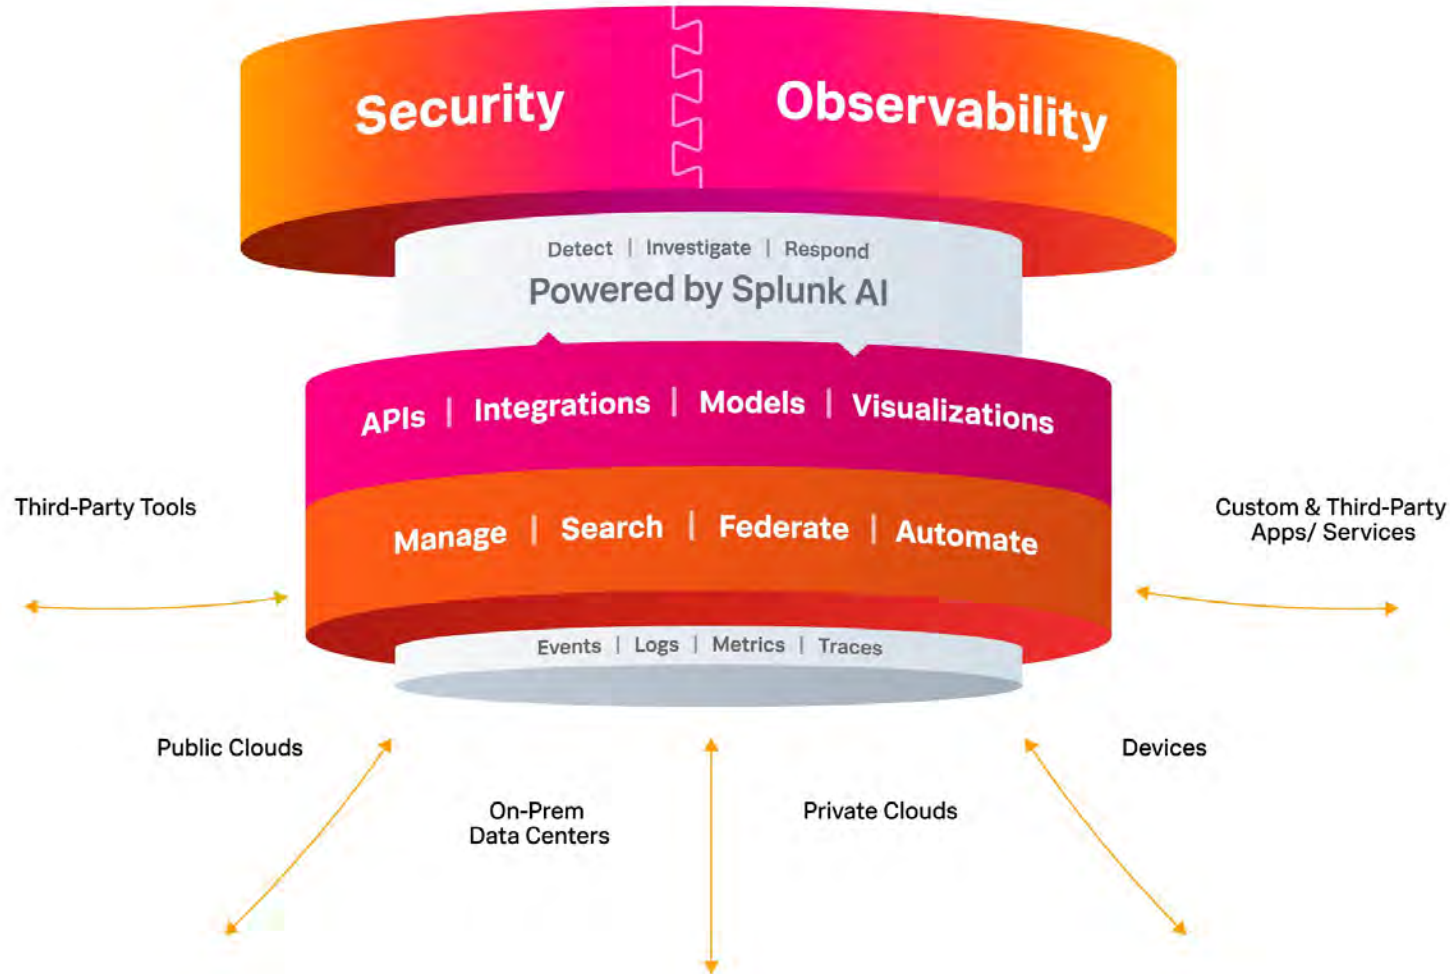 Security
Observability
Detect | Investigate | Respond
Powered by Splunk AI
APIs | Integrations | Models | Visualizations
Third-Party Tools
Custom & Third-Party
Apps/ Services
Manage | Search | Federate | Automate
Events | Logs | Metrics | Traces
Public Clouds
Devices
On-Prem
Data Centers
Private Clouds